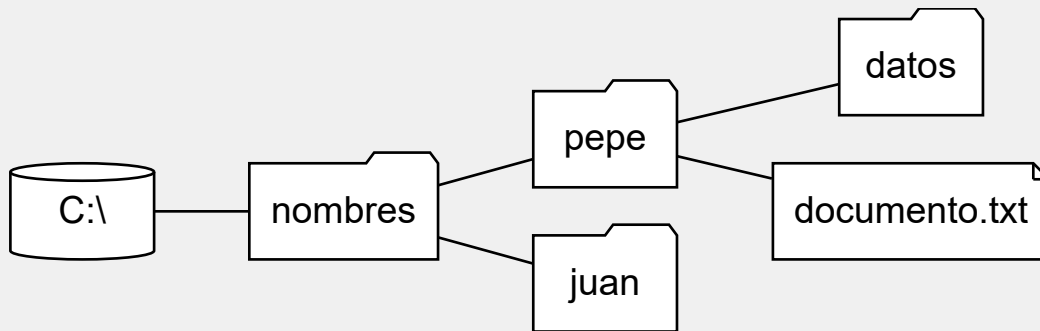 datos
pepe
C:\
nombres
documento.txt
juan